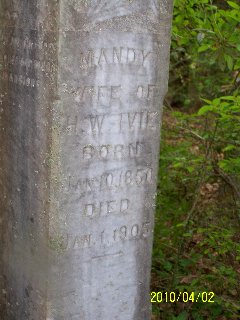 MANDY
WIFE OF
H. W. IVIE
BORN
JAN. 10, 1850
DIED
JAN. 1, 1905
2010/04/02